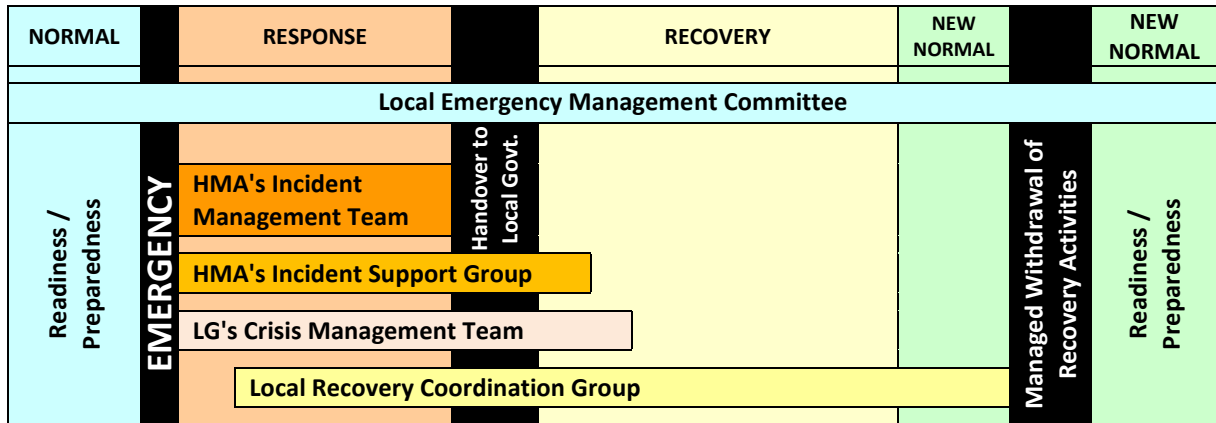 NORMAL
RESPONSE
RECOVERY
NEW
NORMAL
NEW
NORMAL
Local Emergency Management Committee
Readiness /
Preparedness
EMERGENCY
HMA's Incident
Management Team
Handover to
Local Govt.
HMA's Incident Support Group
LG's Crisis Management Team
Local Recovery Coordination Group
Managed Withdrawal of
Recovery Activities
Readiness /
Preparedness